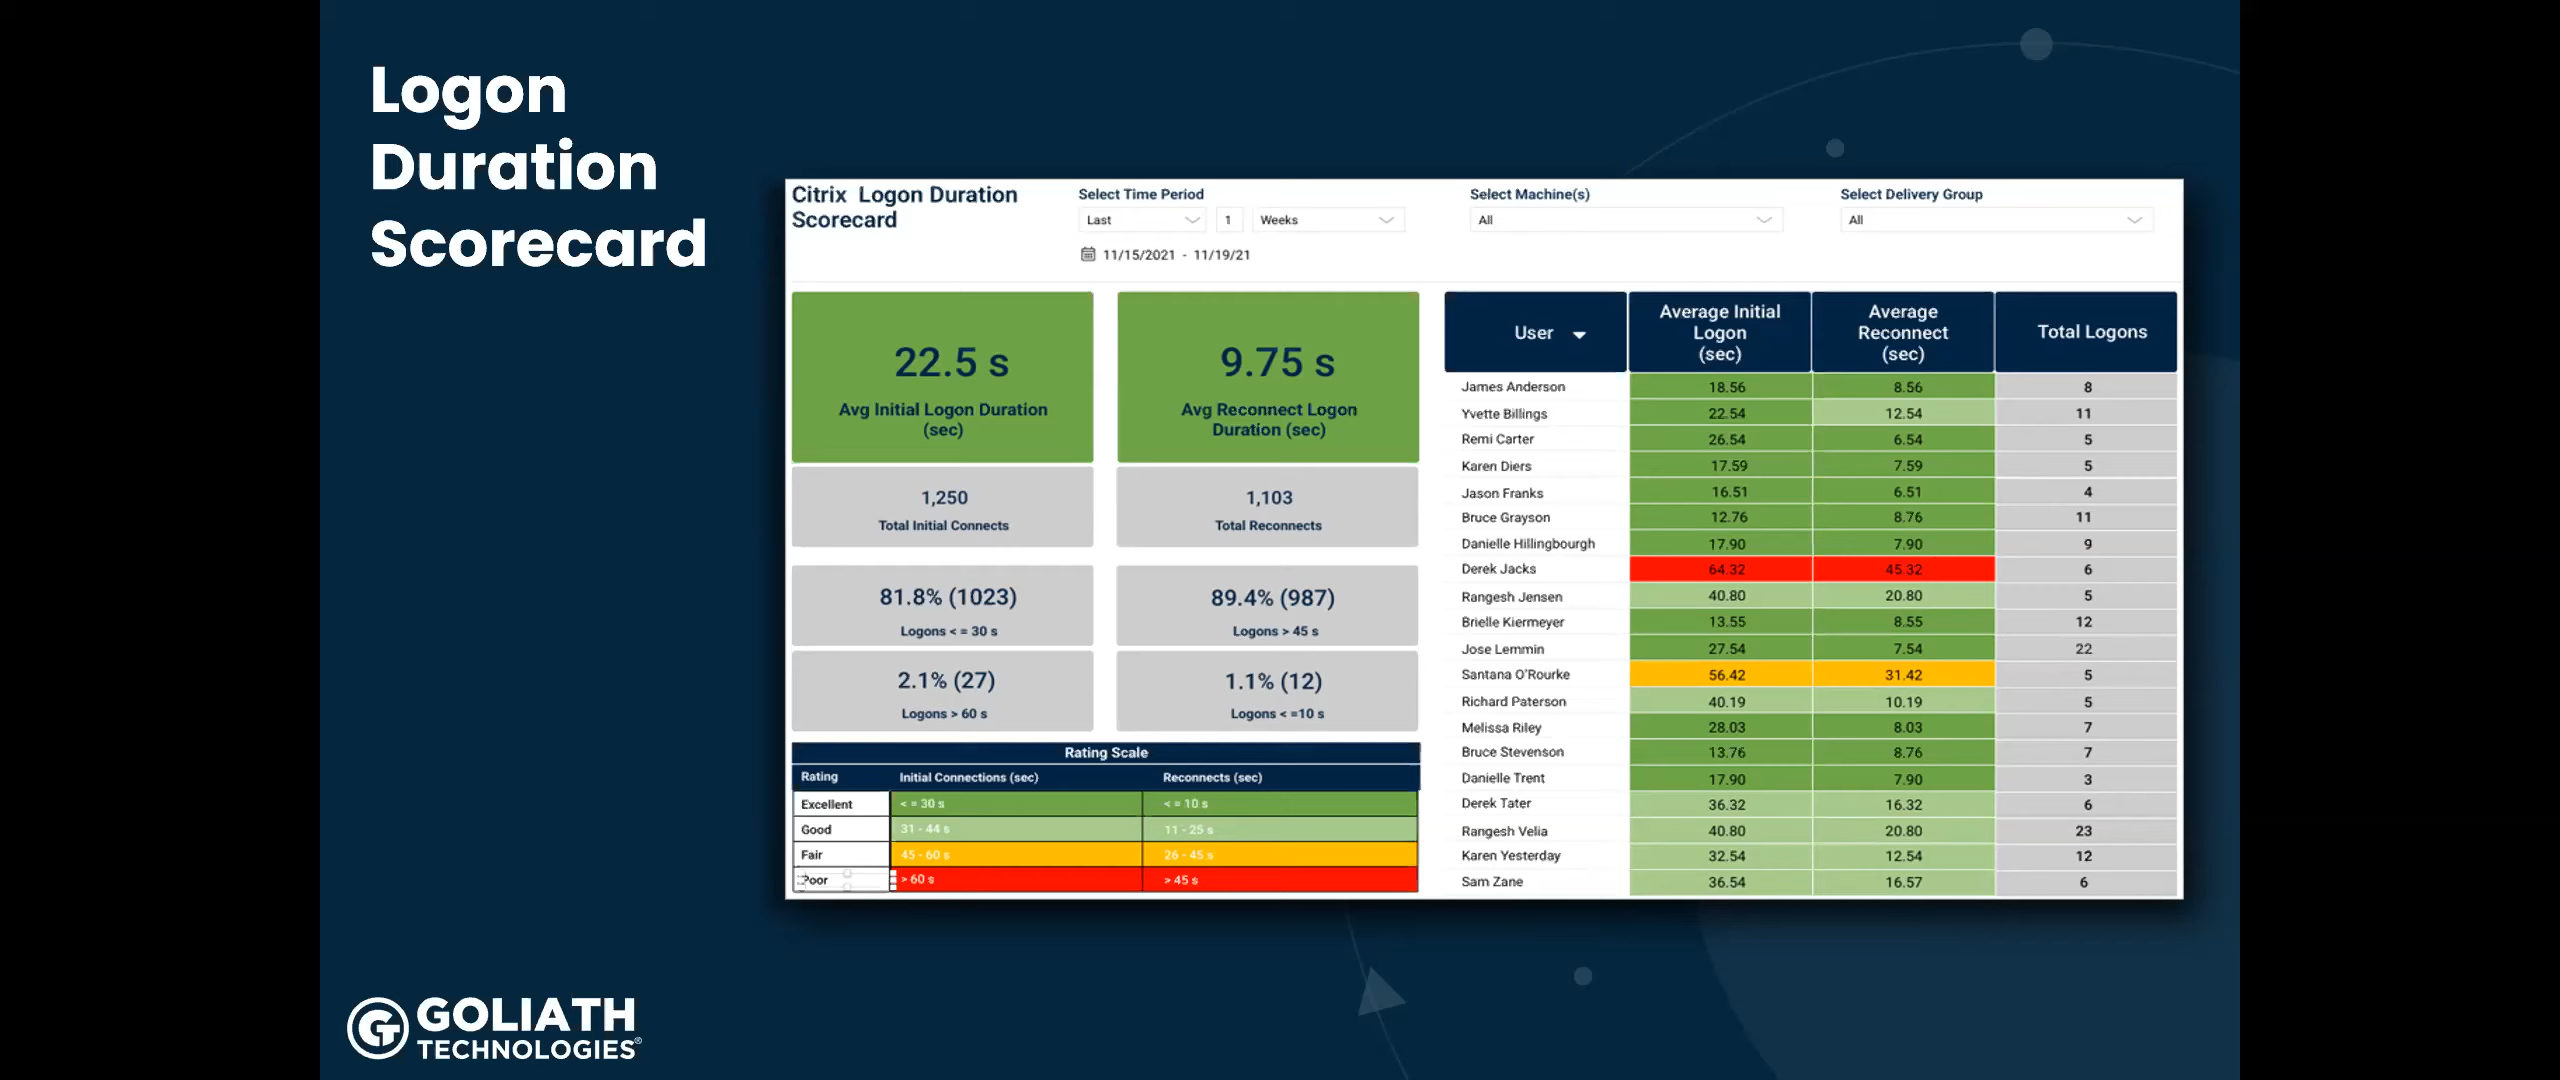 Logon
Duration
Scorecard
Citrix Logon Duration
Scorecard
Select Time Period
Last
1
Weeks
11/15/2021 - 11/19/21
Select Machine(s)
All
Select Delivery Group
All
22.5 s
Avg Initial Logon Duration
(sec)
9.75 s
Avg Reconnect Logon
Duration (sec)
1,250
Total Initial Connects
1,103
Total Reconnects
81.8% (1023)
Logons < = 30 s
89.4% (987)
Logons > 45 s
2.1% (27)
Logons > 60 s
1.1% (12)
Logons < =10 s
Rating Scale
Rating Initial Connections (sec) Reconnects (sec)
Excellent < = 30 s < = 10 s
Good 31 - 44 s 11 - 25 s
Fair 45 - 60 s 26 - 45 s
Poor > 60 s > 45 s
User
Average Initial
Logon
(sec)
Average
Reconnect
(sec)
Total Logons
James Anderson 18.56 8.56 8
Yvette Billings 22.54 12.54 11
Remi Carter 26.54 6.54 5
Karen Diers 17.59 7.59 5
Jason Franks 16.51 6.51 4
Bruce Grayson 12.76 8.76 11
Danielle Hillingbourgh 17.90 7.90 9
Derek Jacks 64.32 45.32 6
Rangesh Jensen 40.80 20.80 5
Brielle Kiermeyer 13.55 8.55 12
Jose Lemmin 27.54 7.54 22
Santana O'Rourke 56.42 31.42 5
Richard Paterson 40.19 10.19 5
Melissa Riley 28.03 8.03 7
Bruce Stevenson 13.76 8.76 7
Danielle Trent 17.90 7.90 3
Derek Tater 36.32 16.32 6
Rangesh Velia 40.80 20.80 23
Karen Yesterday 32.54 12.54 12
Sam Zane 36.54 16.57 6
GOLIATH
TECHNOLOGIES®